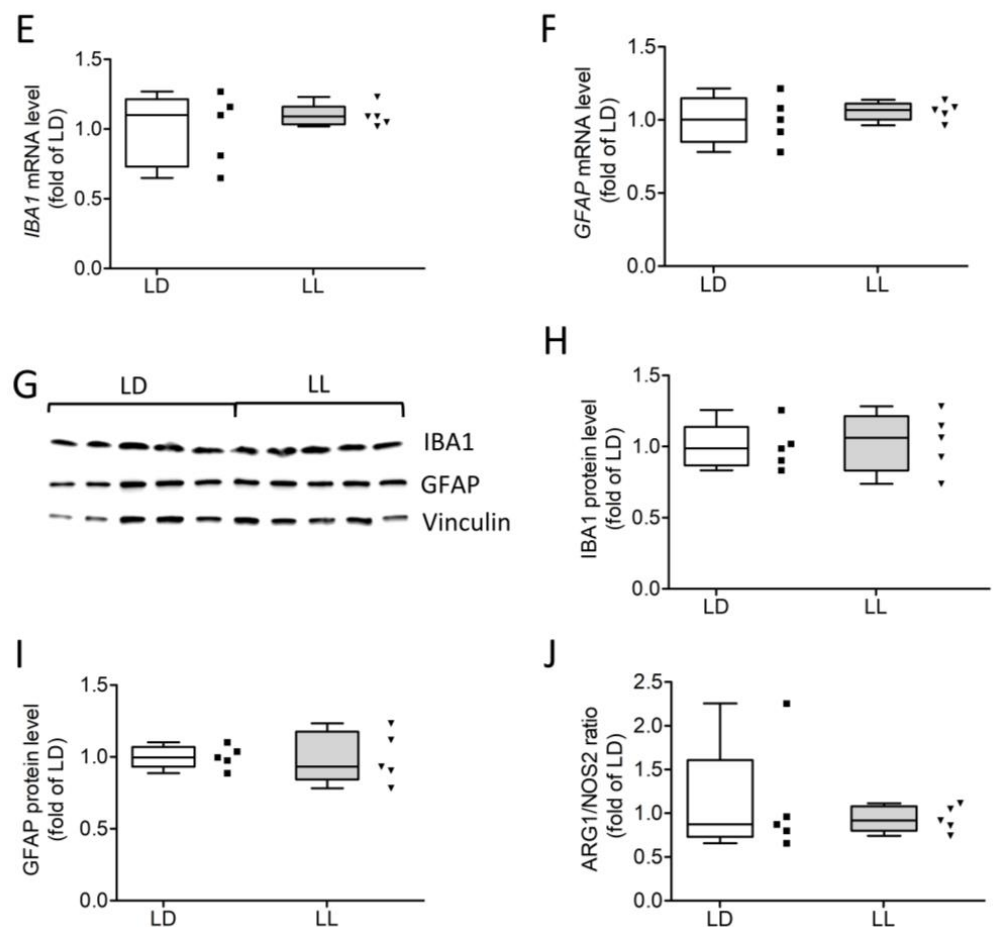 E
1.5
1.0
0.5
0.0
IBA1 mRNA level
(fold of LD)
LD LL
F
1.5
1.0
0.5
0.0
GFAP mRNA level
(fold of LD)
LD LL
G
LD LL
IBA1
GFAP
Vinculin
H
1.5
1.0
0.5
0.0
IBA1 protein level
(fold of LD)
LD LL
I
1.5
1.0
0.5
0.0
GFAP protein level
(fold of LD)
LD LL
J
2.5
2.0
1.5
1.0
0.5
0.0
ARG1/NOS2 ratio
(fold of LD)
LD LL